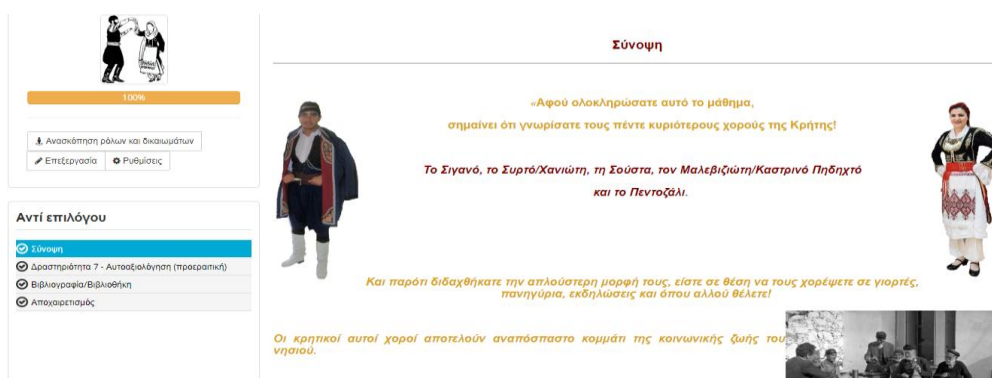 100%
Ανασκόπηση ρόλων και δικαιωμάτων
Επεξεργασία
Ρυθμίσεις
Αντί επιλόγου
Σύνοψη
Δραστηριότητα 7 - Αυτοαξιολόγηση (προεραιτική)
Βιβλιογραφία/Βιβλιοθήκη
Αποχαιρετισμός
Σύνοψη
«Αφού ολοκληρώσατε αυτό το μάθημα,
σημαίνει ότι γνωρίσατε τους πέντε κυριότερους χορούς της Κρήτης!
Το Σιγανό, το Συρτό/Χανιώτη, τη Σούστα, τον Μαλεβιζιώτη/Καστρινό Πηδηχτό
και το Πεντοζάλι.
Και παρότι διδαχθήκατε την απλούστερη μορφή τους, είστε σε θέση να τους χορέψετε σε γιορτές,
πανηγύρια, εκδηλώσεις και όπου αλλού θέλετε!
Οι κρητικοί αυτοί χοροί αποτελούν αναπόσπαστο κομμάτι της κοινωνικής ζωής του
νησιού.